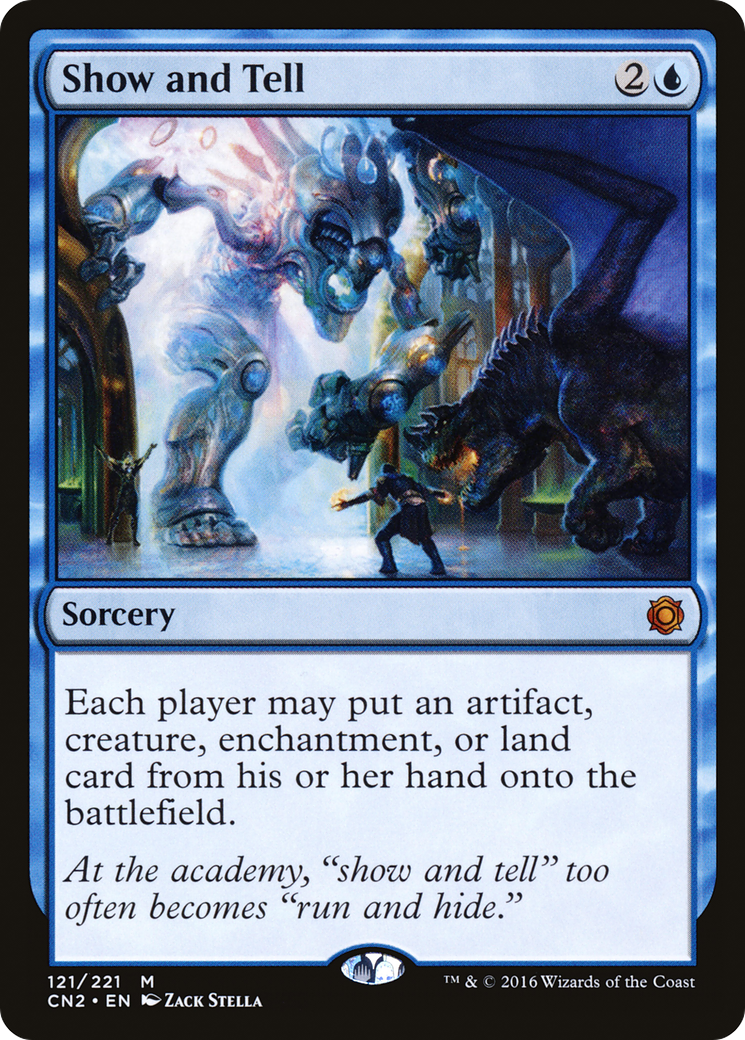 Show and Tell 2
Sorcery
Each player may put an artifact,
creature, enchantment, or land
card from his or her hand onto the
battlefield.
At the academy, “show and tell” too
often becomes “run and hide.”
121/221 M
™ & © 2016 Wizards of the Coast
CN2 • EN Zack Stella